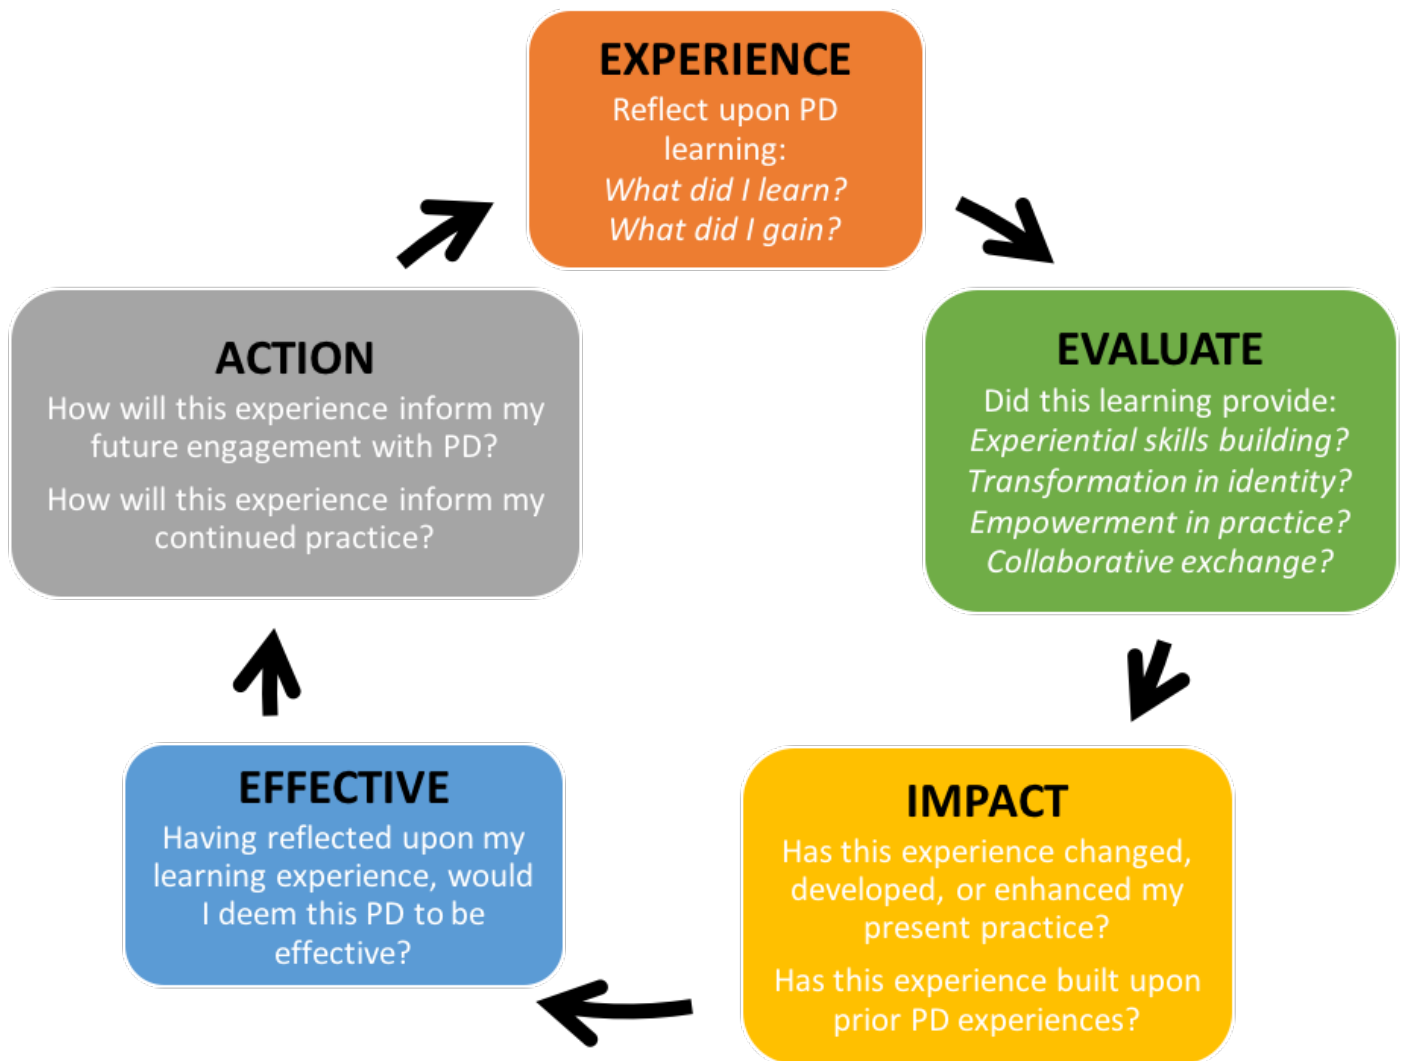 EXPERIENCE
Reflect upon PD
learning:
What did I learn?
What did I gain?
EVALUATE
Did this learning provide:
Experiential skills building?
Transformation in identity?
Empowerment in practice?
Collaborative exchange?
IMPACT
Has this experience changed,
developed, or enhanced my
present practice?
Has this experience built upon
prior PD experiences?
EFFECTIVE
Having reflected upon my
learning experience, would
I deem this PD to be
effective?
ACTION
How will this experience inform my
future engagement with PD?
How will this experience inform my
continued practice?